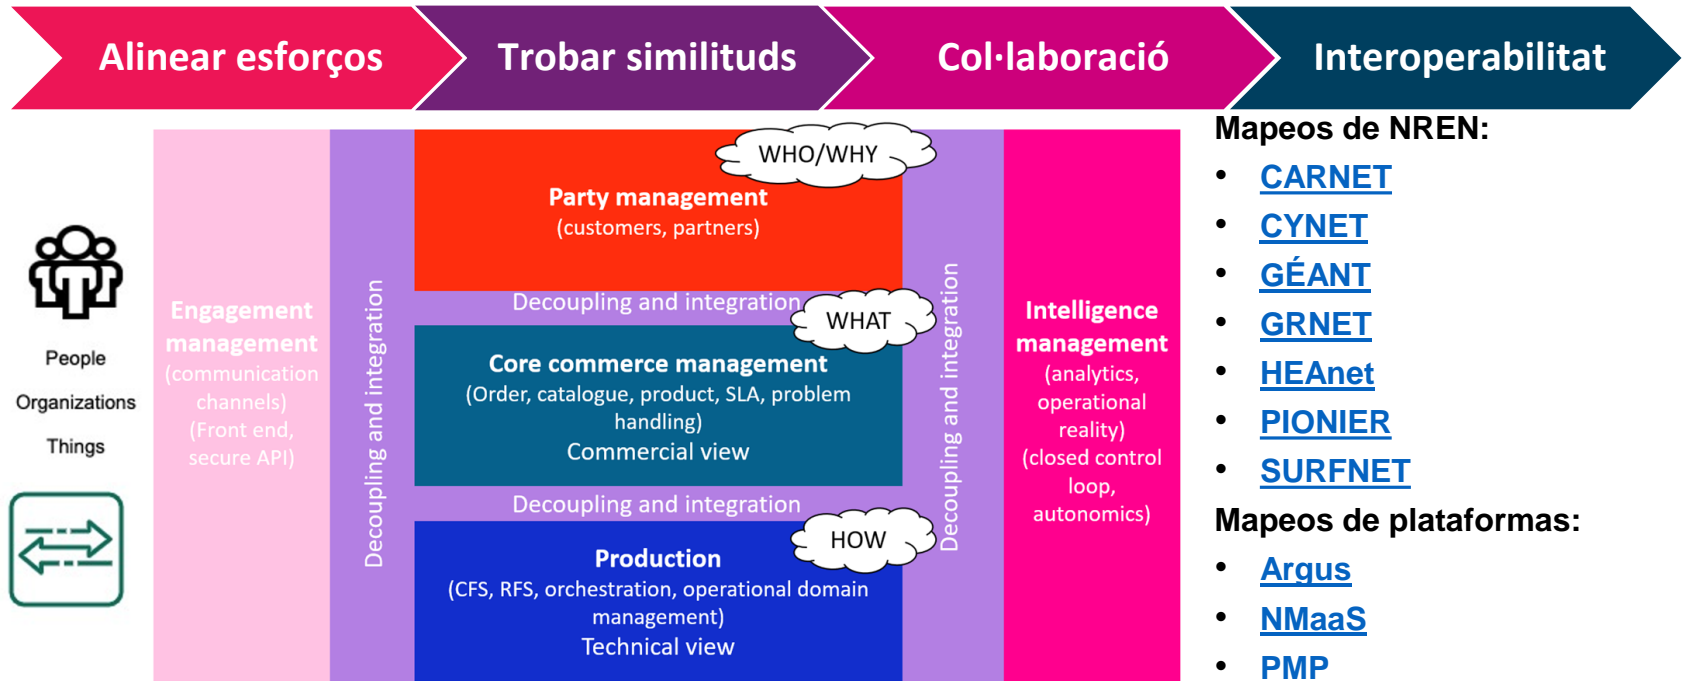 Alinear esforços
Trobar similituds
Col·laboració
Interoperabilitat
People
Organizations
Things
Engagement
management
(communication
channels)
(Front end,
secure API)
Decoupling and integration
WHO/WHY
Party management
(customers, partners)
Decoupling and integration
WHAT
Core commerce management
(Order, catalogue, product, SLA, problem
handling)
Commercial view
Decoupling and integration
HOW
Production
(CFS, RFS, orchestration, operational domain
management)
Technical view
Decoupling and integration
Intelligence
management
(analytics,
operational
reality)
(closed control
loop,
autonomics)
Mapeos de NREN:
• CARNET
• CYNET
• GÉANT
• GRNET
• HEAnet
• PIONIER
• SURFNET
Mapeos de plataformas:
• Argus
• NMaaS
• PMP